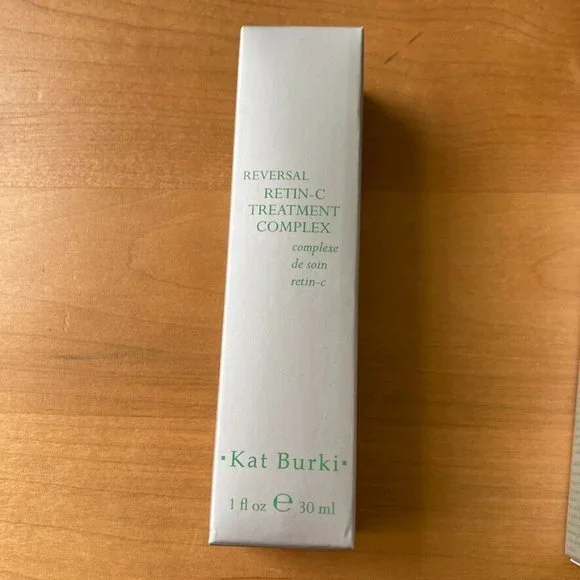 REVERSAL
RETIN-C
TREATMENT
COMPLEX
complexe
de soin
retin-c
·Kat Burki·
1 fl oz ℮ 30 ml